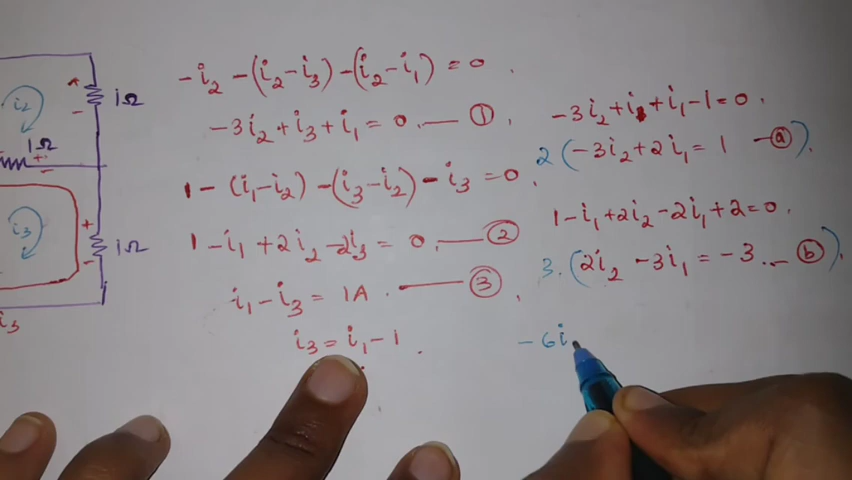 i2
1Ω
1Ω
i3
1Ω
i3
-i2 -(i2-i3) -(i2-i1) = 0.
-3i2 + i3 + i1 = 0. — ①.
1 - (i1-i2) - (i3-i2) - i3 = 0.
1 - i1 + 2i2 - 2i3 = 0. — ②
i1 - i3 = 1A. — ③.
i3 = i1 - 1.
-3i2 + i1 + i1 - 1 = 0.
2(-3i2 + 2i1 = 1 — ⓐ).
1 - i1 + 2i2 - 2i1 + 2 = 0.
3.(2i2 - 3i1 = -3. — ⓑ).
-6i